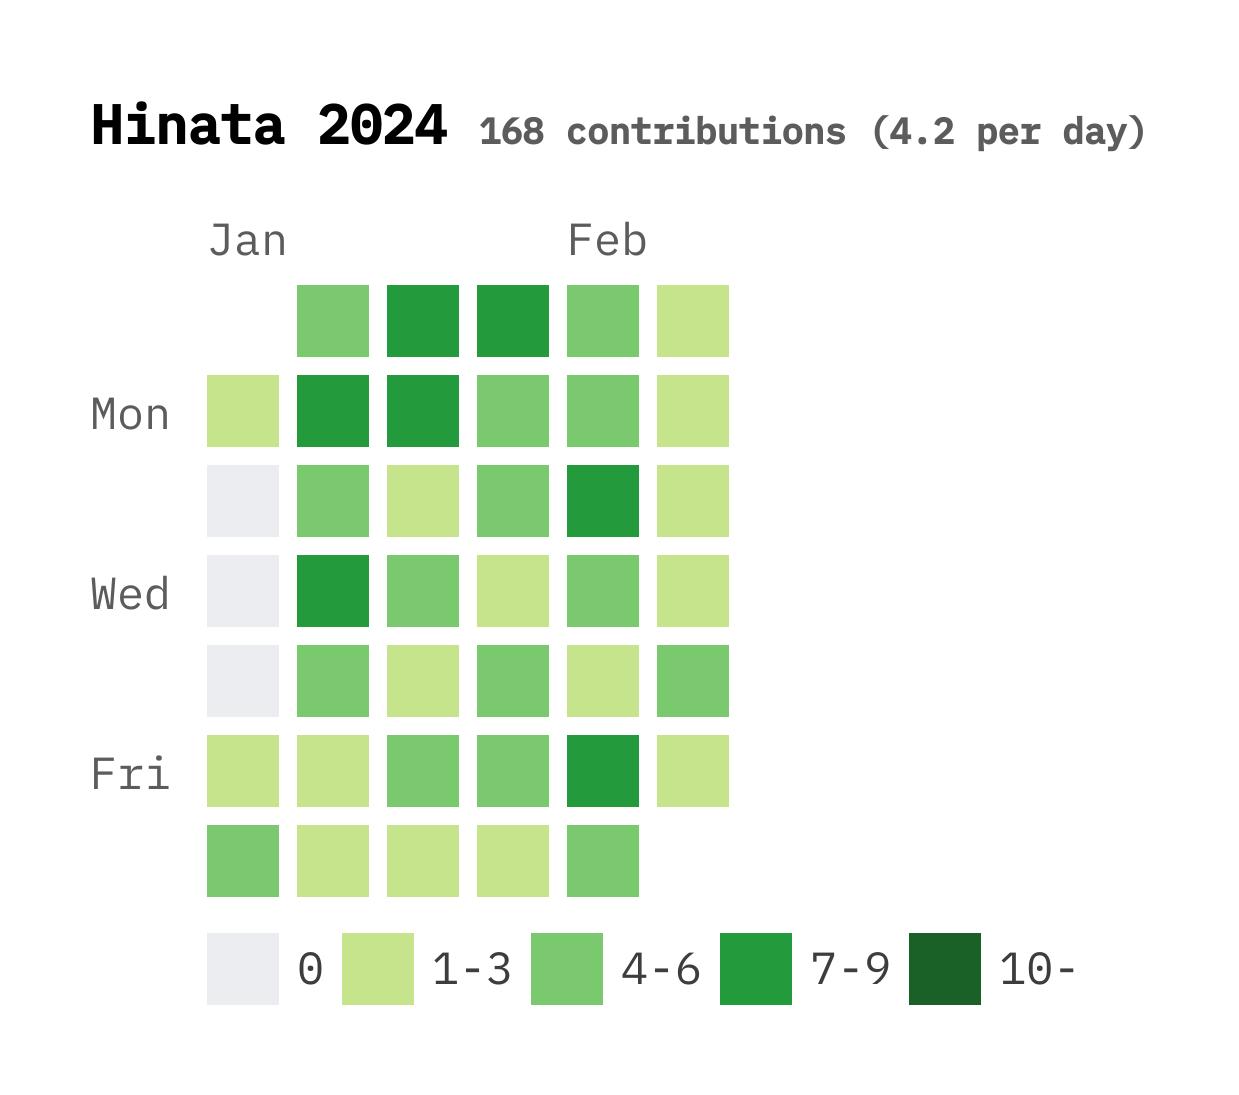 Hinata 2024 168 contributions (4.2 per day)
Jan Feb
Mon
Wed
Fri
0 1-3 4-6 7-9 10-